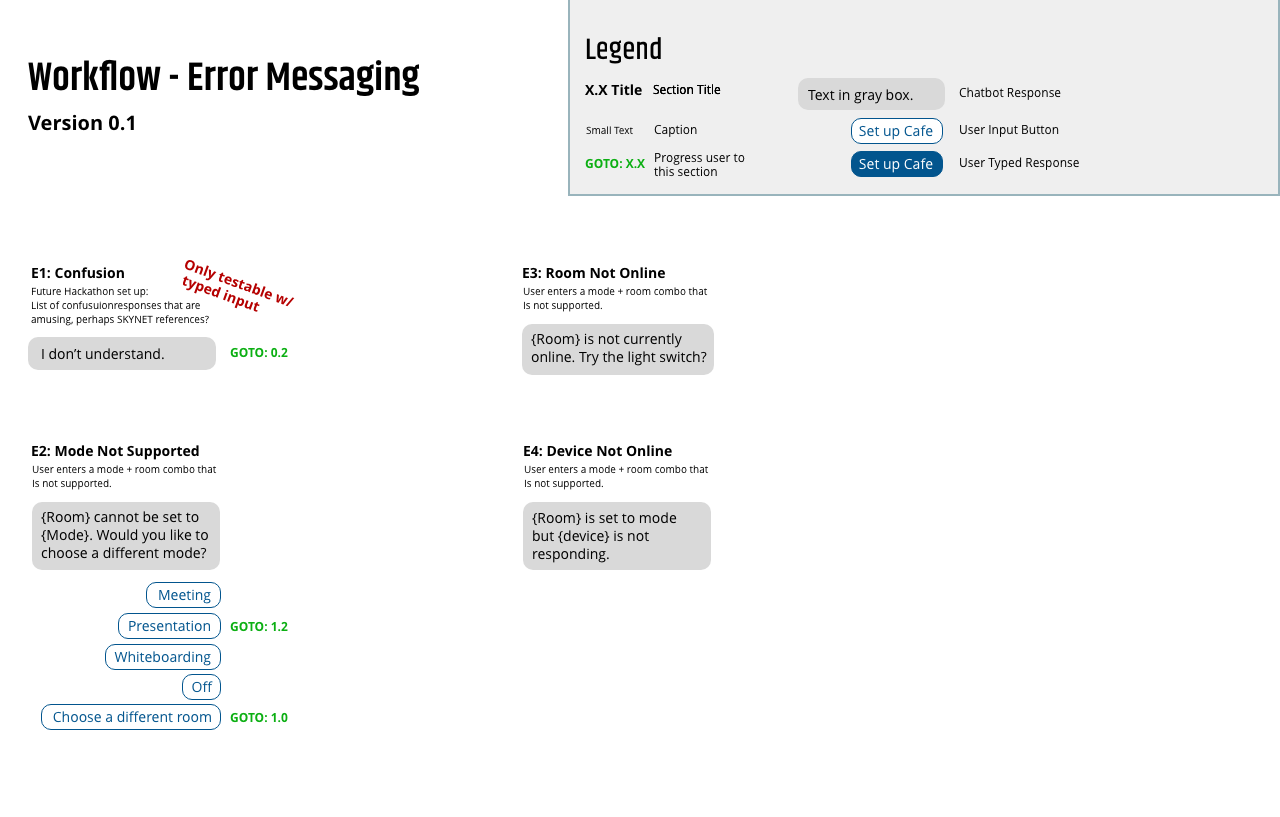 Workflow - Error Messaging
Version 0.1
Legend
X.X Title Section Title
Small Text Caption
GOTO: X.X Progress user to
this section
Text in gray box. Chatbot Response
Set up Cafe User Input Button
Set up Cafe User Typed Response
E1: Confusion
Only testable w/
typed input
Future Hackathon set up:
List of confusuionresponses that are
amusing, perhaps SKYNET references?
I don’t understand. GOTO: 0.2
E2: Mode Not Supported
User enters a mode + room combo that
Is not supported.
{Room} cannot be set to
{Mode}. Would you like to
choose a different mode?
Meeting
Presentation GOTO: 1.2
Whiteboarding
Off
Choose a different room GOTO: 1.0
E3: Room Not Online
User enters a mode + room combo that
Is not supported.
{Room} is not currently
online. Try the light switch?
E4: Device Not Online
User enters a mode + room combo that
Is not supported.
{Room} is set to mode
but {device} is not
responding.